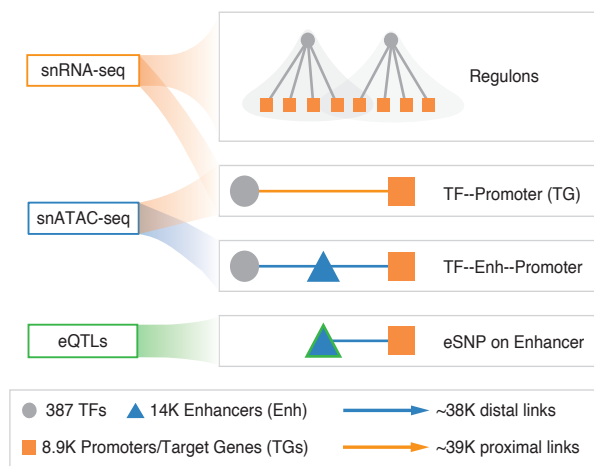 snRNA-seq
Regulons
TF--Promoter (TG)
snATAC-seq
TF--Enh--Promoter
eQTLs
eSNP on Enhancer
387 TFs
14K Enhancers (Enh)
~38K distal links
8.9K Promoters/Target Genes (TGs)
~39K proximal links